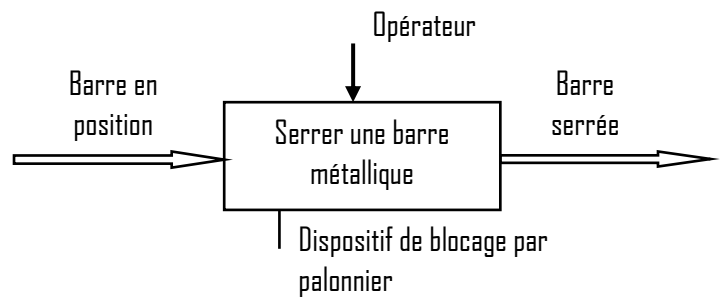 Opérateur
Barre en
position
Serrer une barre
métallique
Barre
serrée
Dispositif de blocage par
palonnier